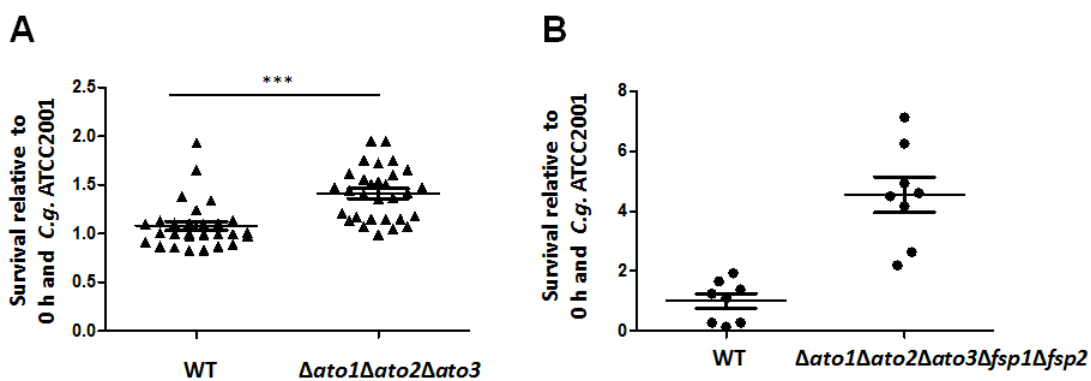 A
Survival relative to
0 h and C.g. ATCC2001
2.5
2.0
1.5
1.0
0.5
0.0
***
WT
Δato1Δato2Δato3
B
Survival relative to
0 h and C.g. ATCC2001
8
6
4
2
0
WT
Δato1Δato2Δato3Δfsp1Δfsp2